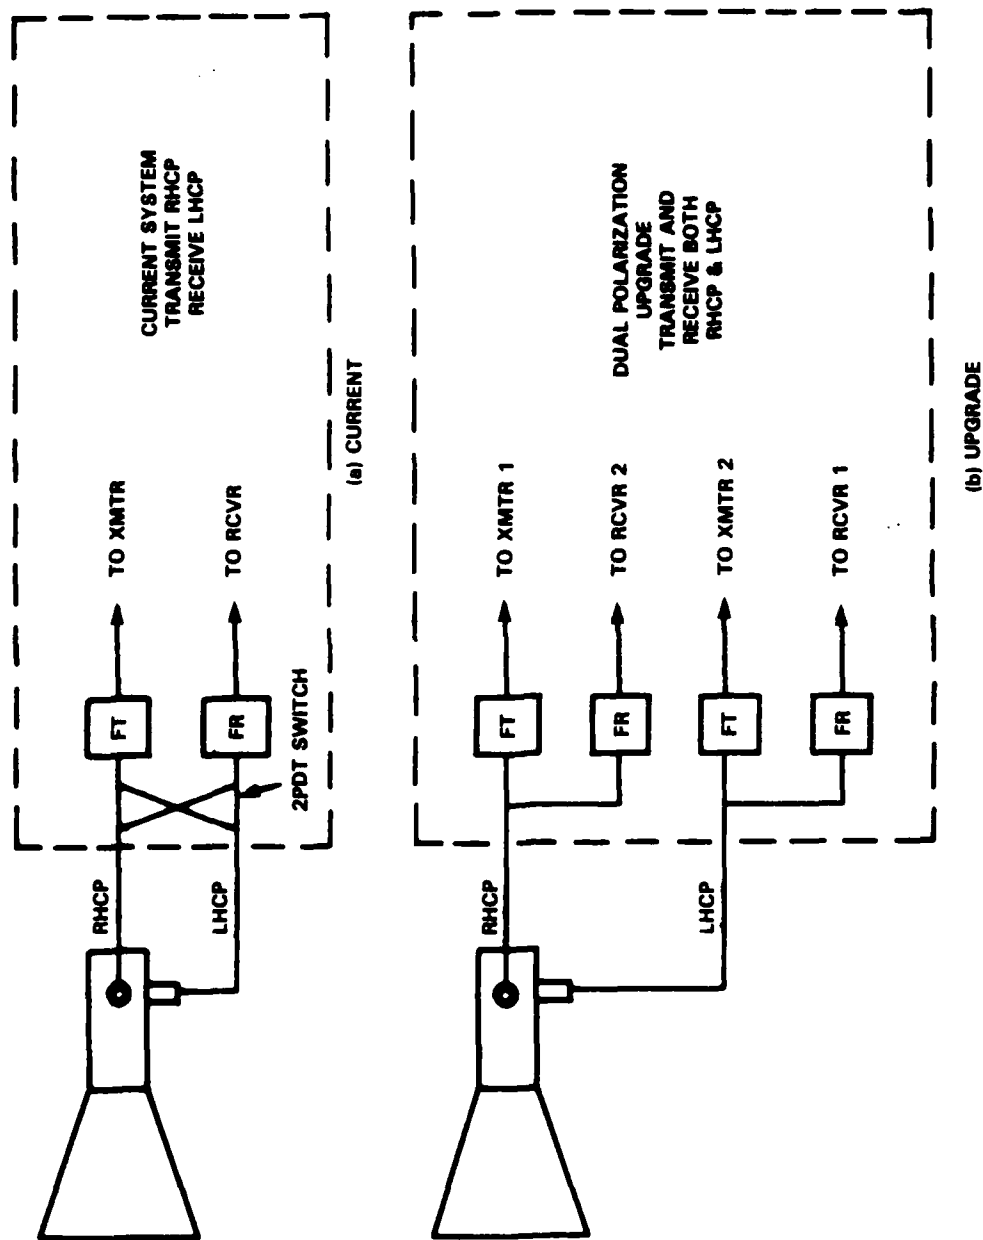 RHCP
LHCP
FT
FR
2PDT SWITCH
TO XMTR
TO RCVR
CURRENT SYSTEM
TRANSMIT RHCP
RECEIVE LHCP
(a) CURRENT
RHCP
LHCP
FT
FR
FT
FR
TO XMTR 1
TO RCVR 2
TO XMTR 2
TO RCVR 1
DUAL POLARIZATION
UPGRADE
TRANSMIT AND
RECEIVE BOTH
RHCP & LHCP
(b) UPGRADE